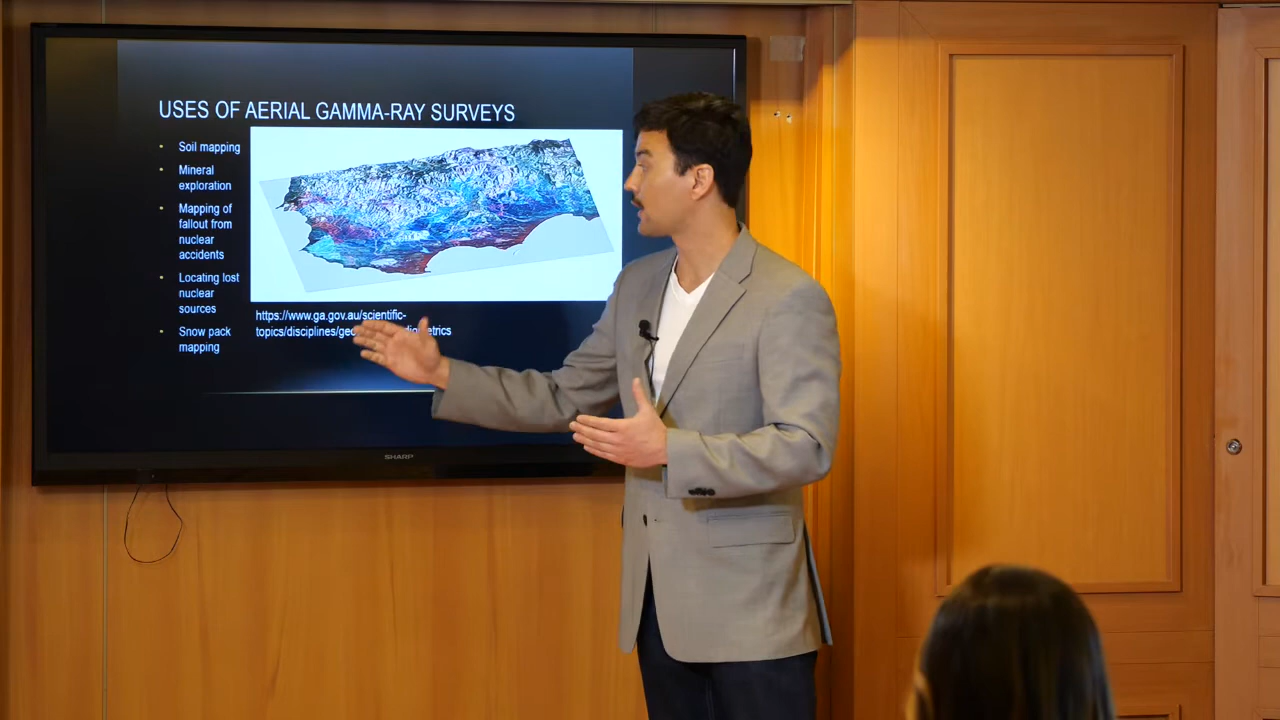 USES OF AERIAL GAMMA-RAY SURVEYS
• Soil mapping
• Mineral
exploration
• Mapping of
fallout from
nuclear
accidents
• Locating lost
nuclear
sources
• Snow pack
mapping
https://www.ga.gov.au/scientific-
topics/disciplines/geo
SHARP